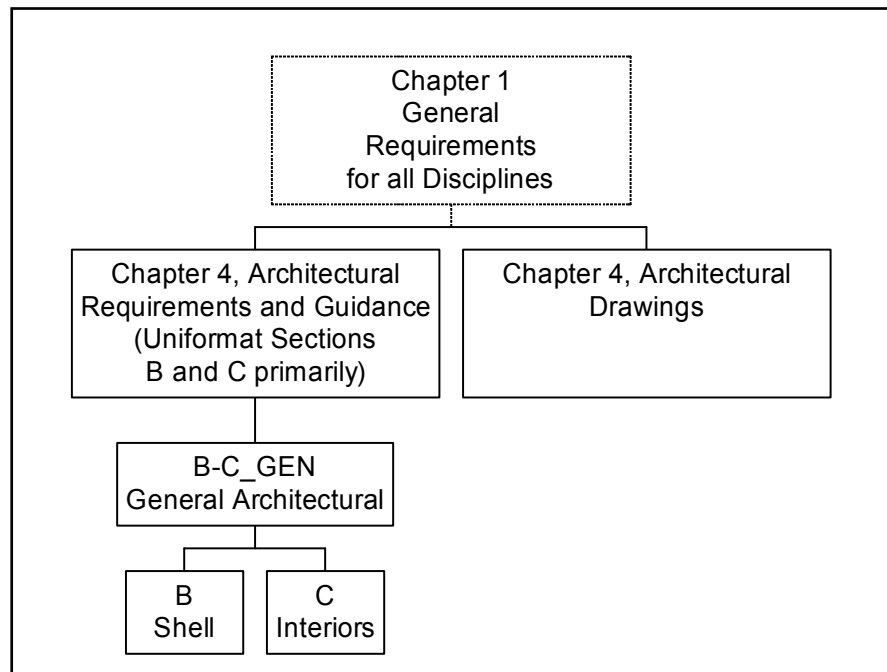 Chapter 1
General
Requirements
for all Disciplines
Chapter 4, Architectural
Requirements and Guidance
(Uniformat Sections
B and C primarily)
Chapter 4, Architectural
Drawings
B-C_GEN
General Architectural
B
Shell
C
Interiors